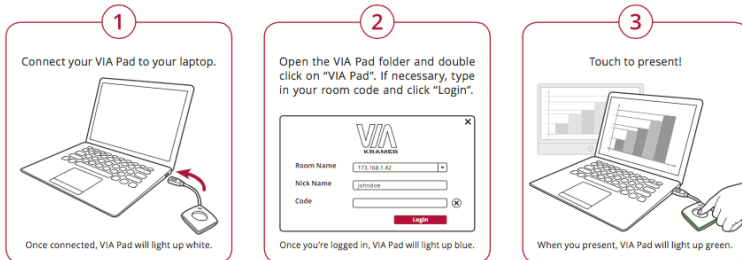 1
Connect your VIA Pad to your laptop.
Once connected, VIA Pad will light up white.
2
Open the VIA Pad folder and double
click on "VIA Pad". If necessary, type
in your room code and click "Login".
X
VIA
KRAMER
Room Name 173.168.1.42
Nick Name johndoe
Code
Login
Once you're logged in, VIA Pad will light up blue.
3
Touch to present!
When you present, VIA Pad will light up green.